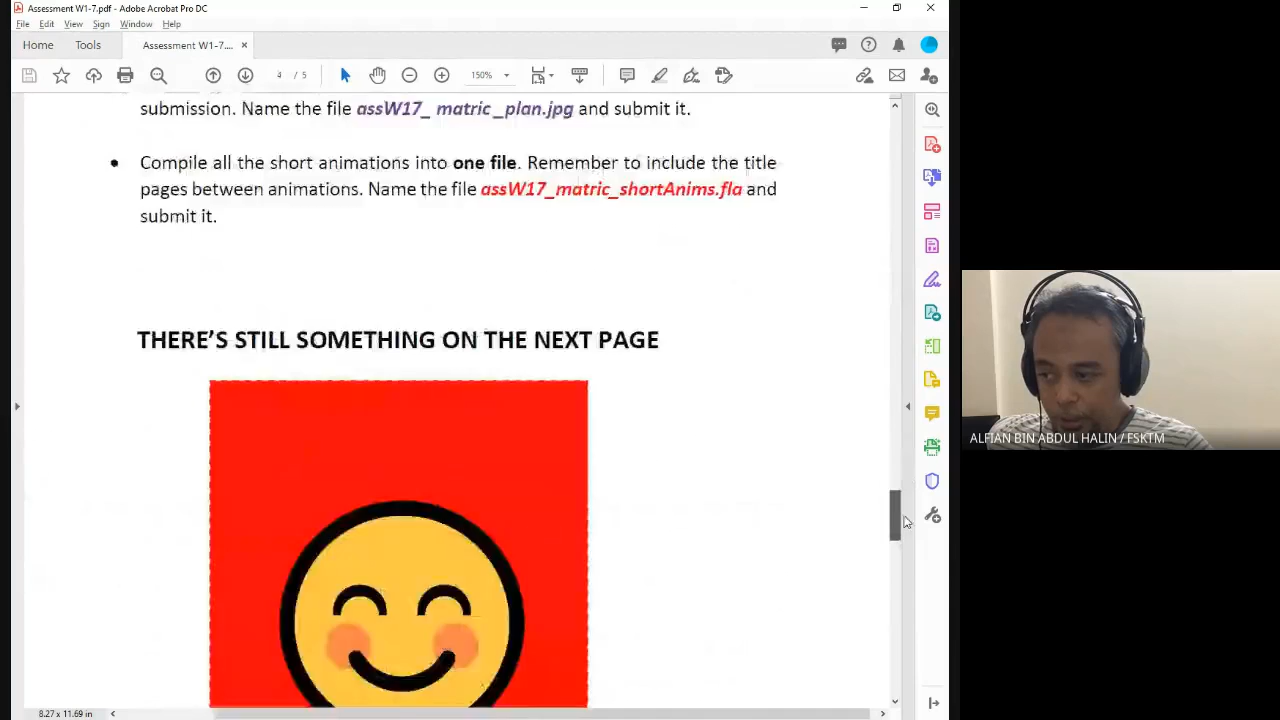 Assessment W1-7.pdf - Adobe Acrobat Pro DC
File Edit View Sign Window Help
Home Tools Assessment W1-7.... ×
4 / 5 150%
submission. Name the file assW17_ matric _plan.jpg and submit it.
• Compile all the short animations into one file. Remember to include the title
pages between animations. Name the file assW17_matric_shortAnims.fla and
submit it.
THERE'S STILL SOMETHING ON THE NEXT PAGE
ALFIAN BIN ABDUL HALIN / FSKTM
8.27 x 11.69 in